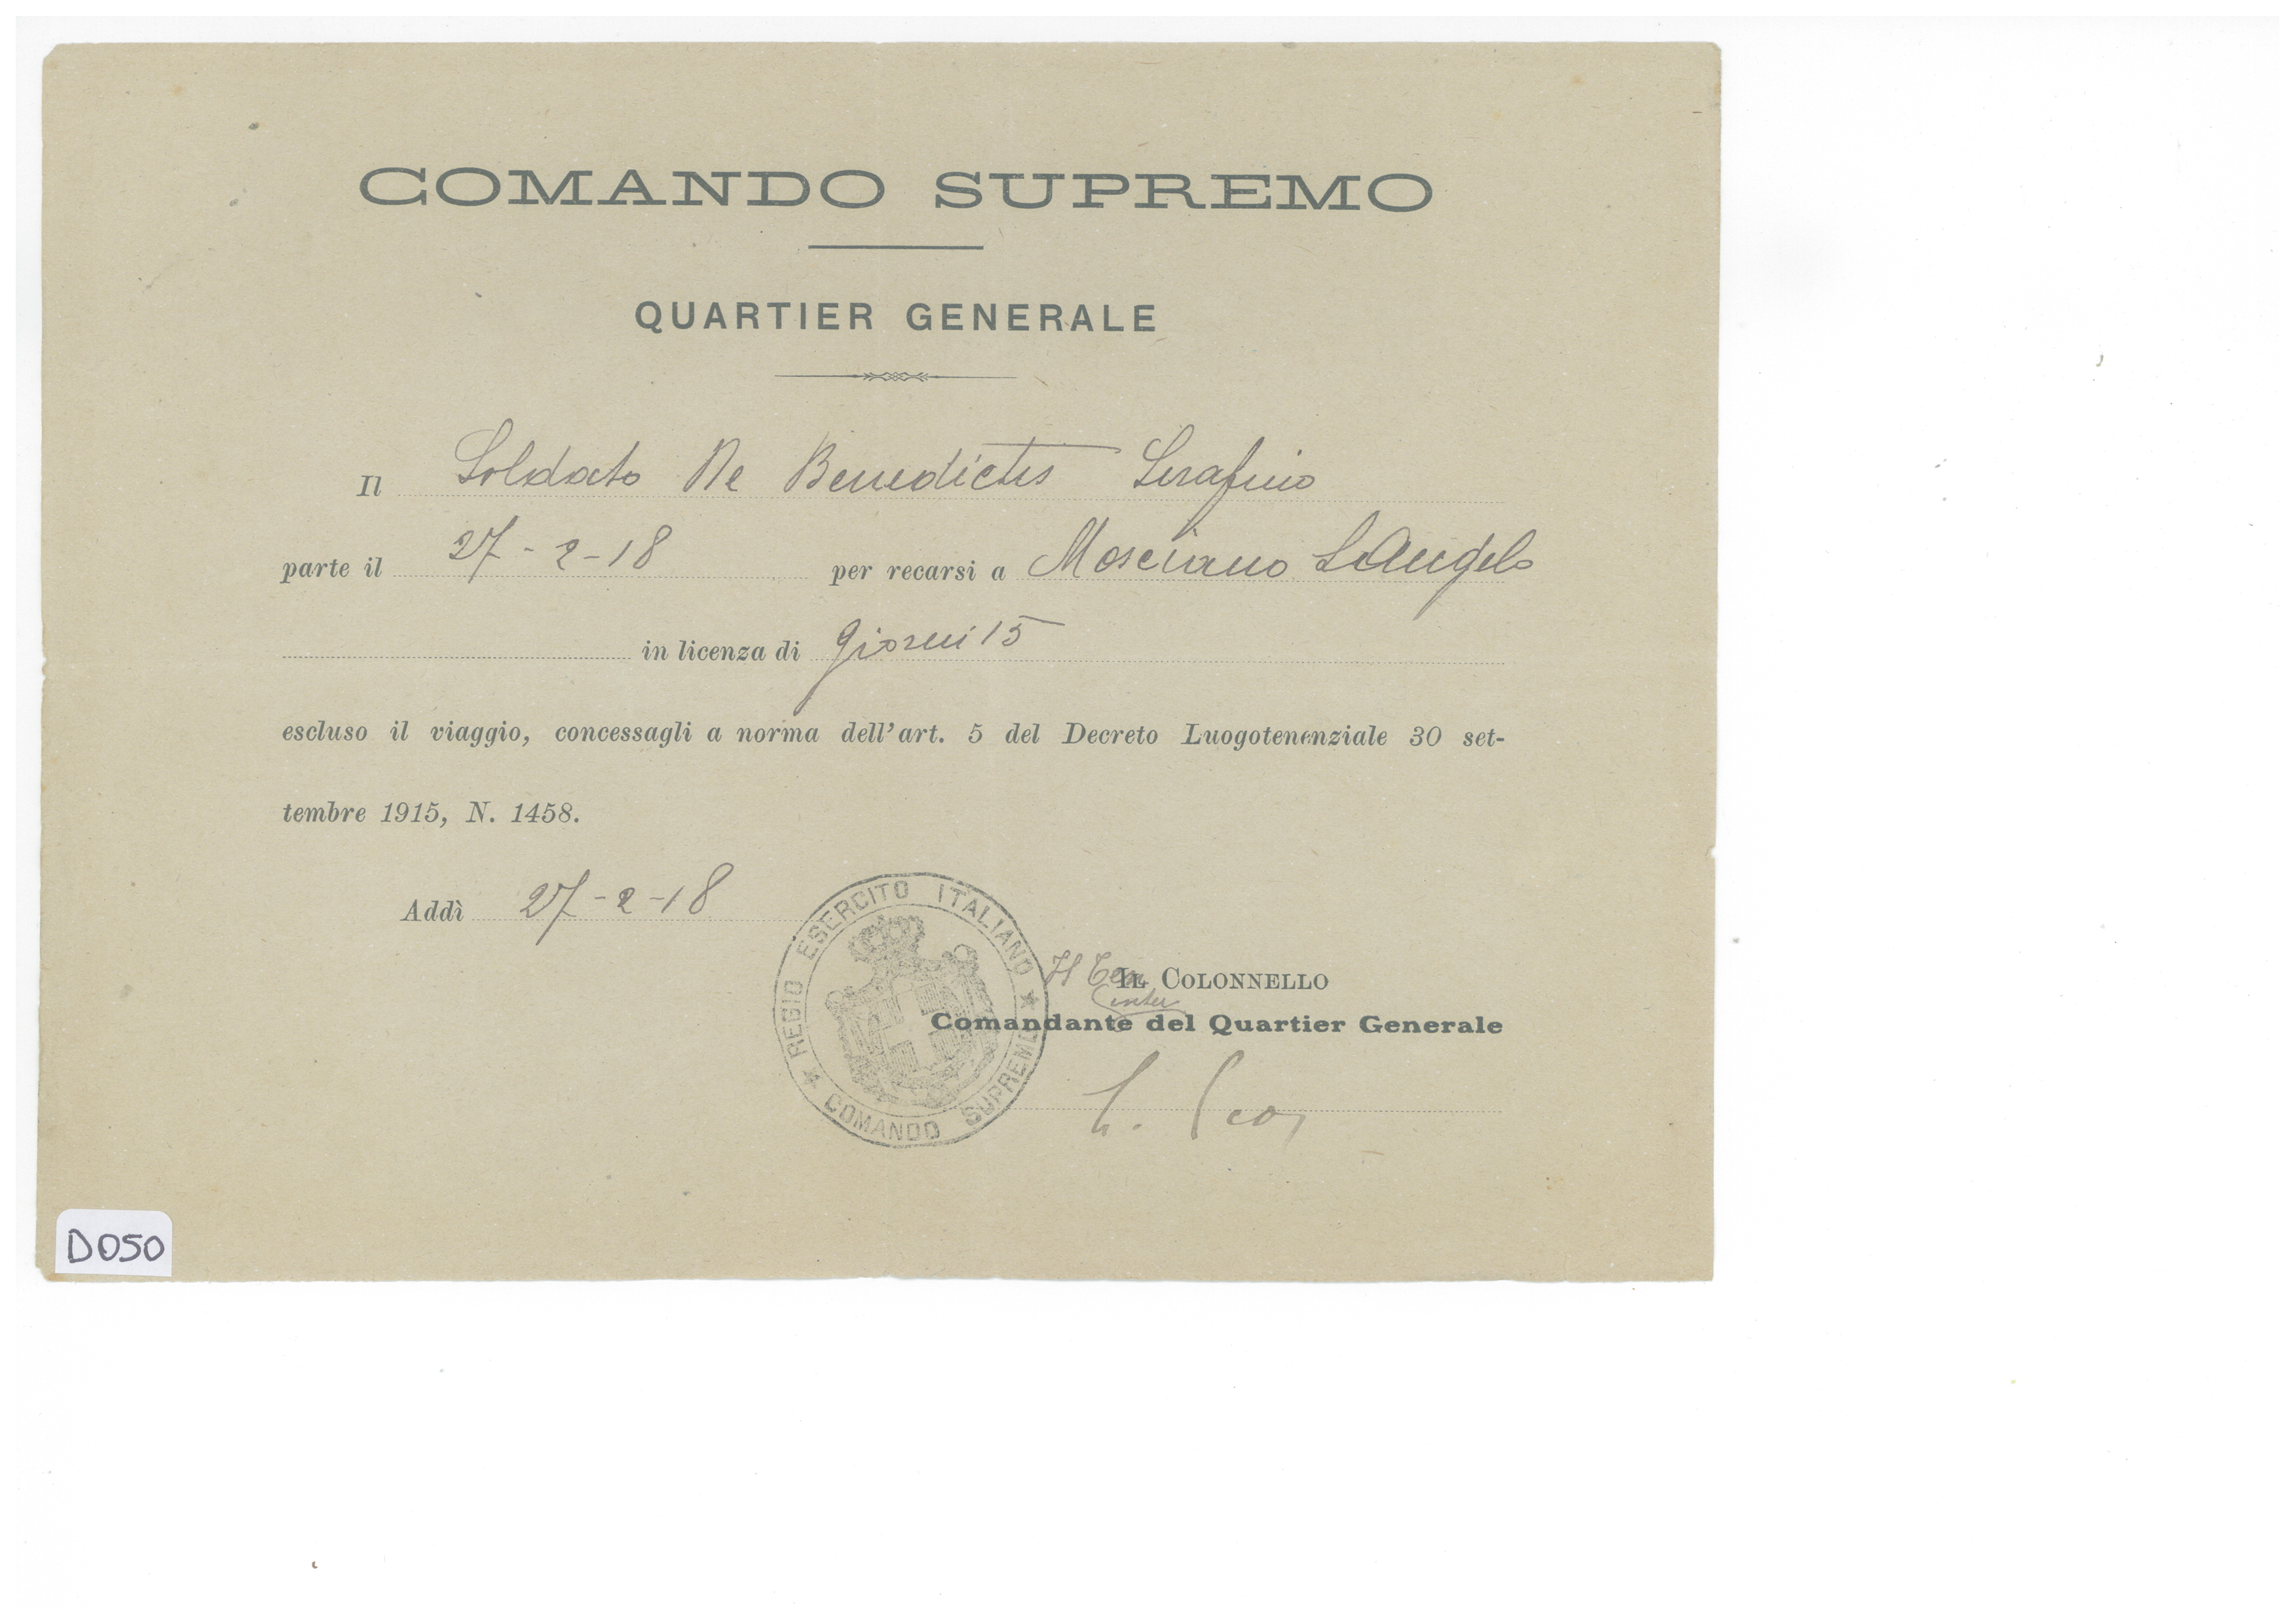 COMANDO SUPREMO
QUARTIER GENERALE
Il Soldato De Benedictis Serafino
parte il 27-2-18 per recarsi a Mosciano S. Angelo
in licenza di Giorni 15
escluso il viaggio, concessagli a norma dell'art. 5 del Decreto Luogotenenziale 30 set-
tembre 1915, N. 1458.
Addì 27-2-18
REGIO ESERCITO ITALIANO
COMANDO SUPREMO
Il Ten
IL COLONNELLO
Comandante del Quartier Generale
D050